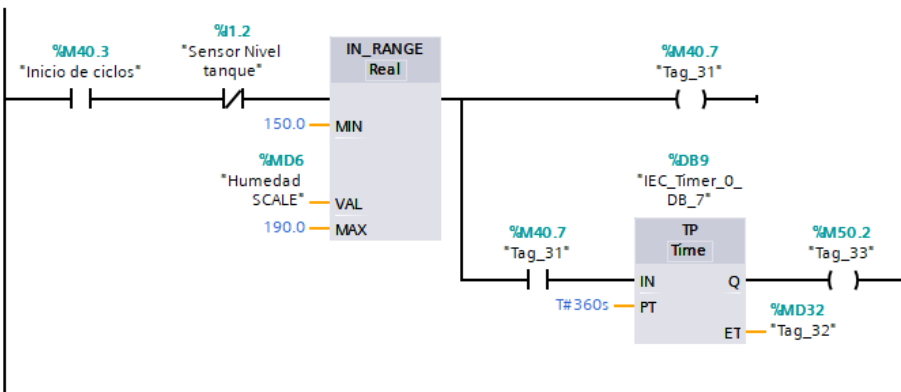 %M40.3
"Inicio de ciclos"
%I1.2
"Sensor Nivel
tanque"
IN_RANGE
Real
150.0
MIN
%MD6
"Humedad
SCALE"
VAL
190.0
MAX
%M40.7
"Tag_31"
%DB9
"IEC_Timer_0_
DB_7"
%M40.7
"Tag_31"
TP
Time
IN
Q
T#360s
PT
ET
%M50.2
"Tag_33"
%MD32
"Tag_32"